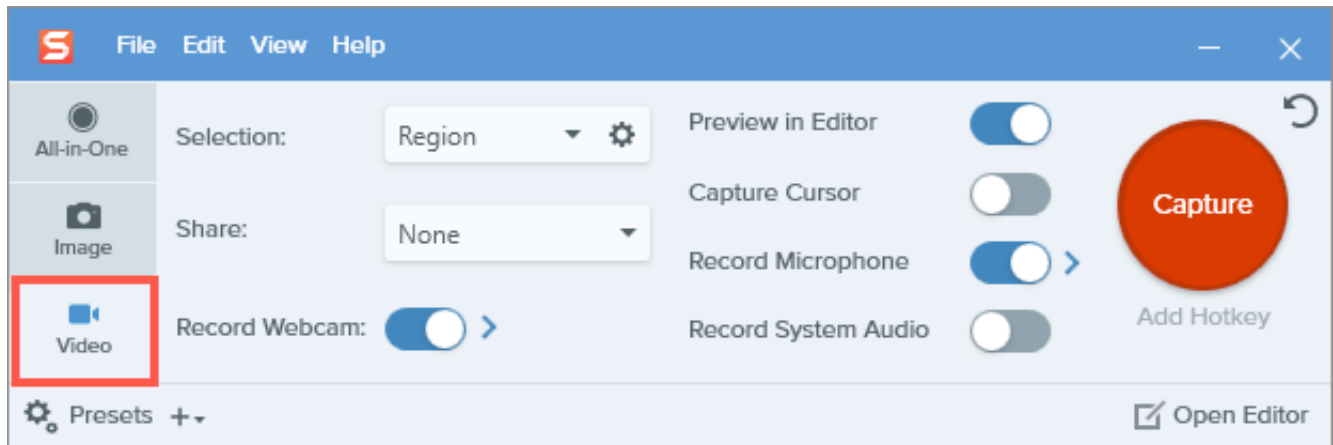 S File Edit View Help
All-in-One
Image
Video
Selection: Region
Share: None
Record Webcam:
Preview in Editor
Capture Cursor
Record Microphone
Record System Audio
Capture
Add Hotkey
Presets
Open Editor